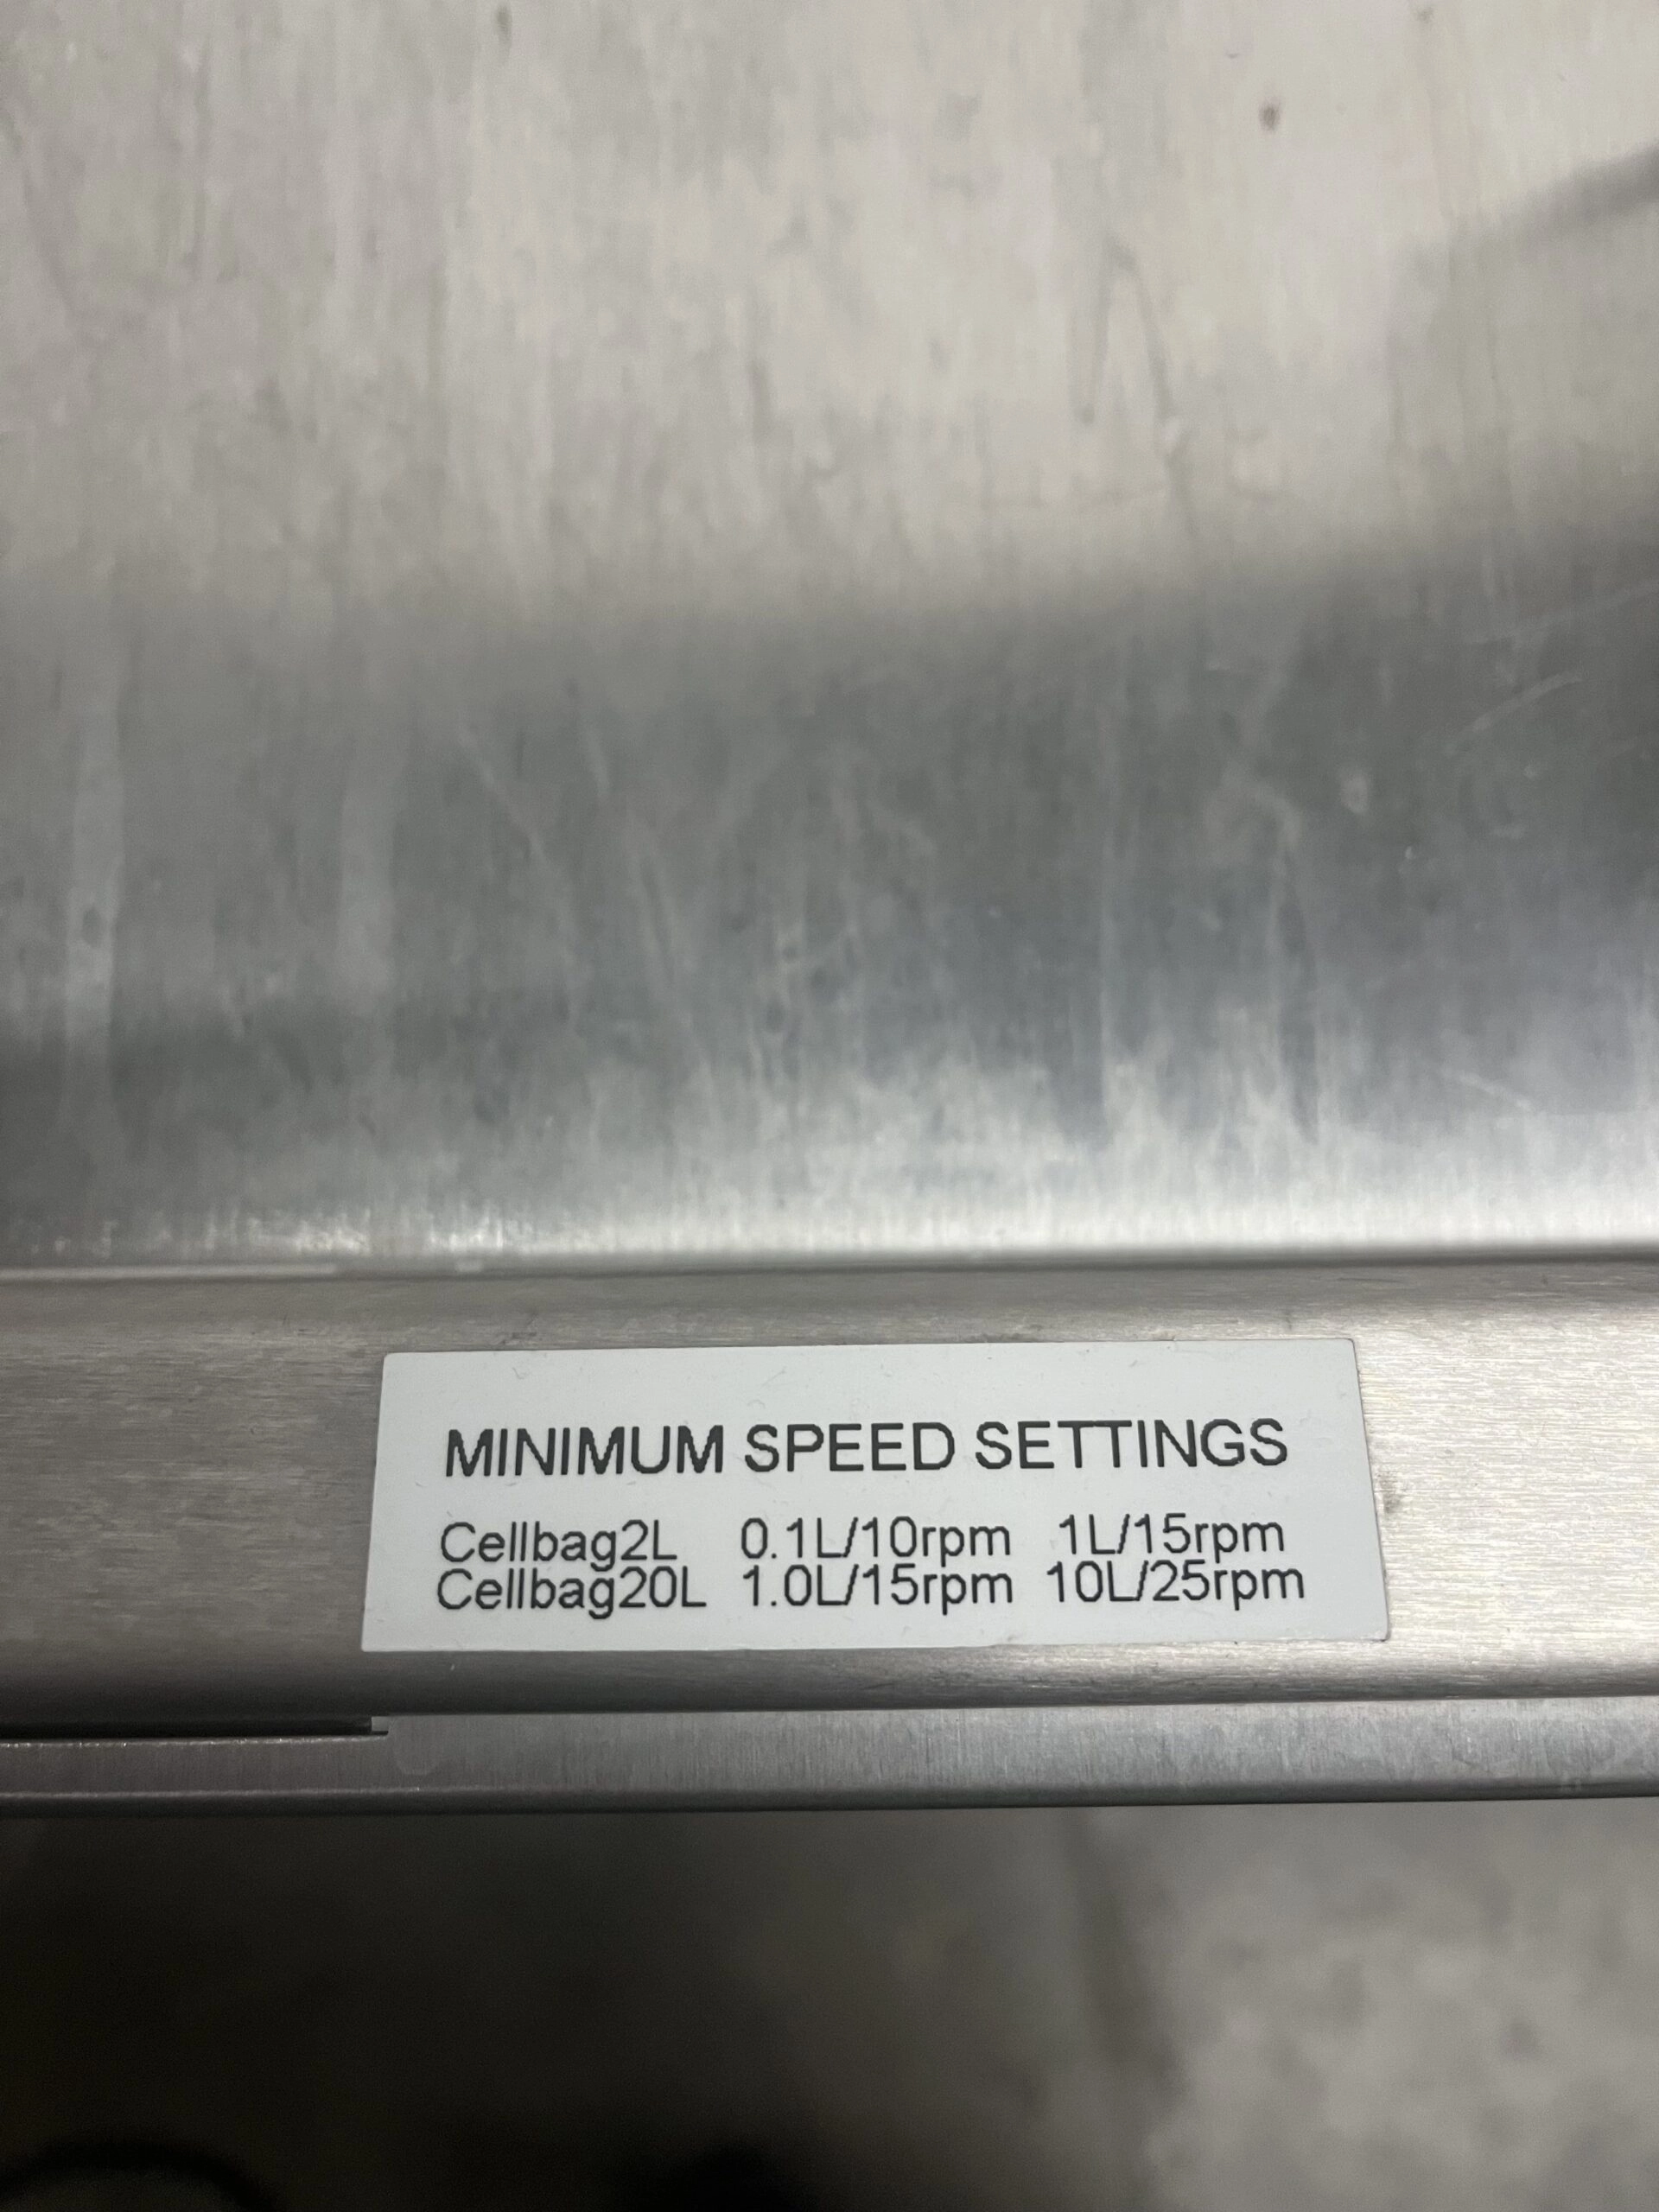 MINIMUM SPEED SETTINGS
Cellbag2L 0.1L/10rpm 1L/15rpm
Cellbag20L 1.0L/15rpm 10L/25rpm